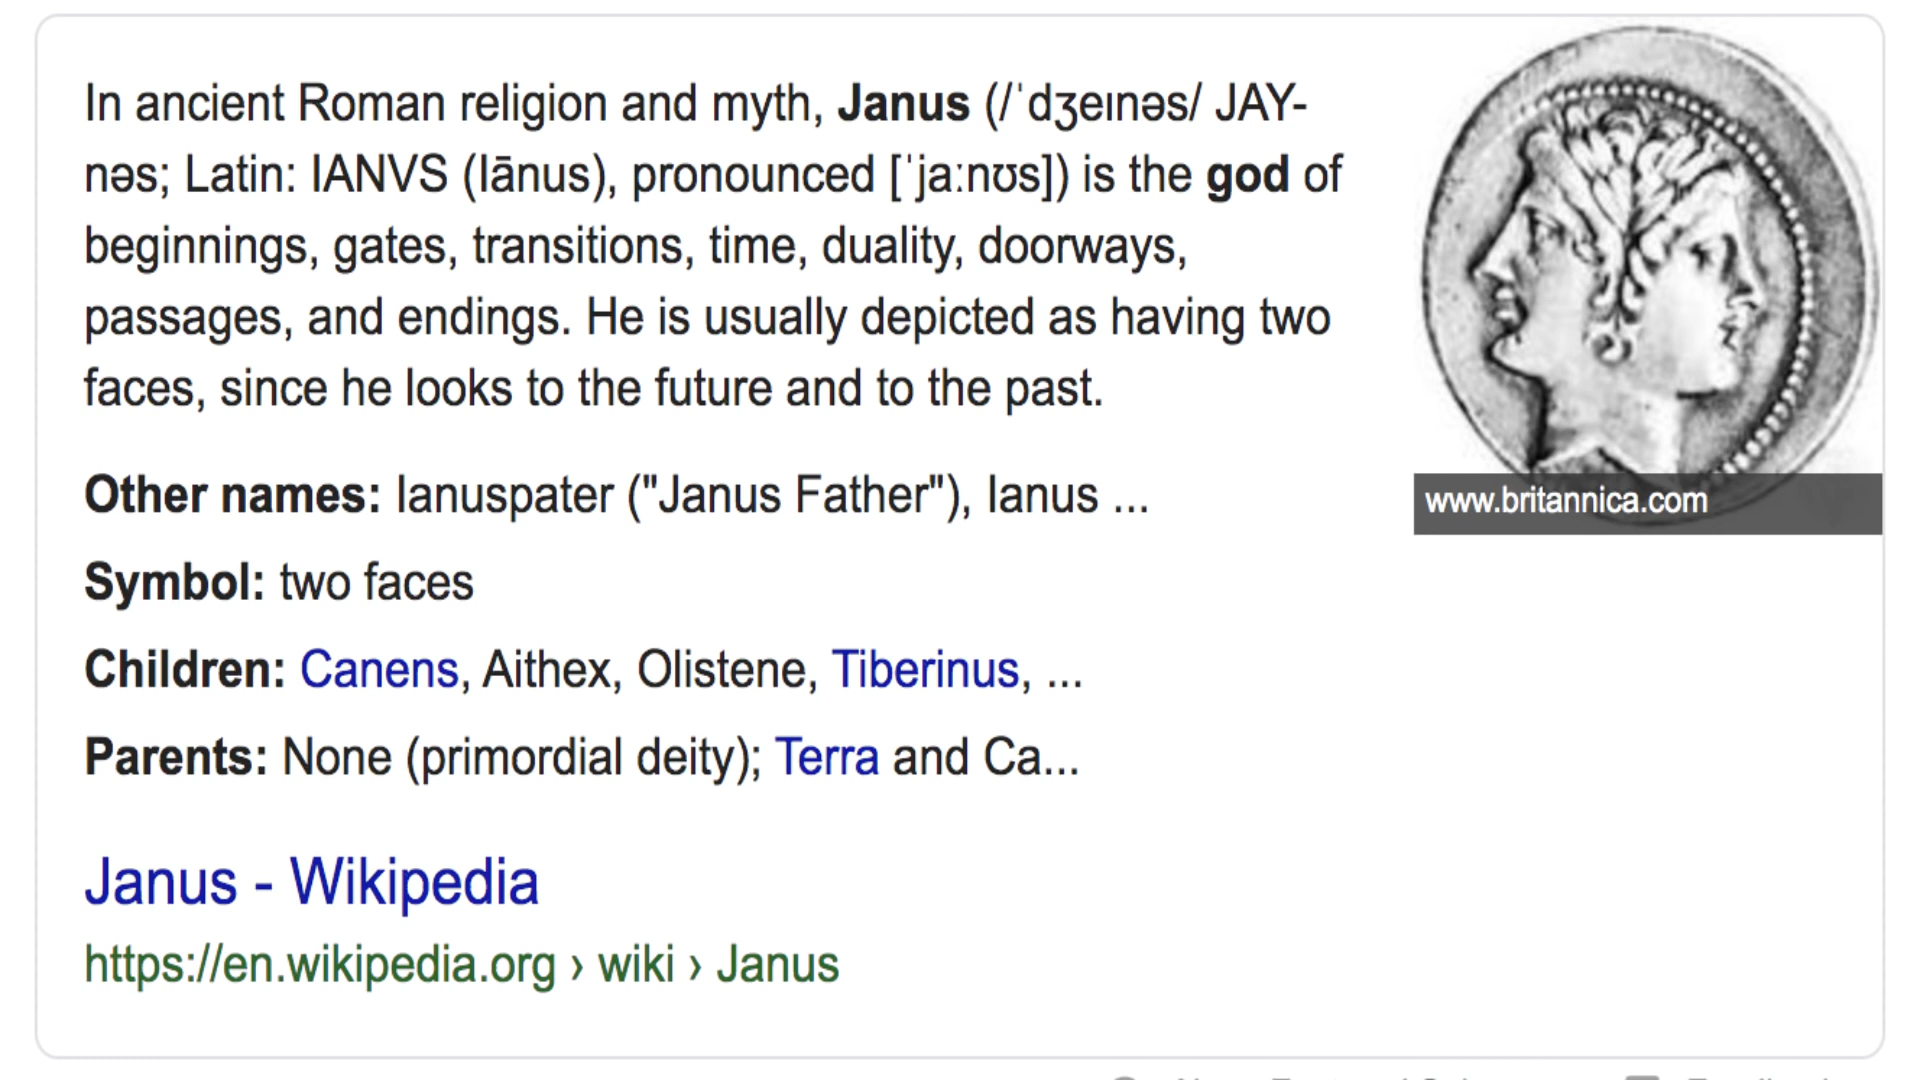 In ancient Roman religion and myth, Janus (/ˈdʒeɪnəs/ JAY-
nəs; Latin: IANVS (Iānus), pronounced [ˈjaːnʊs]) is the god of
beginnings, gates, transitions, time, duality, doorways,
passages, and endings. He is usually depicted as having two
faces, since he looks to the future and to the past.
www.britannica.com
Other names: Ianuspater ("Janus Father"), Ianus ...
Symbol: two faces
Children: Canens, Aithex, Olistene, Tiberinus, ...
Parents: None (primordial deity); Terra and Ca...
Janus - Wikipedia
https://en.wikipedia.org › wiki › Janus